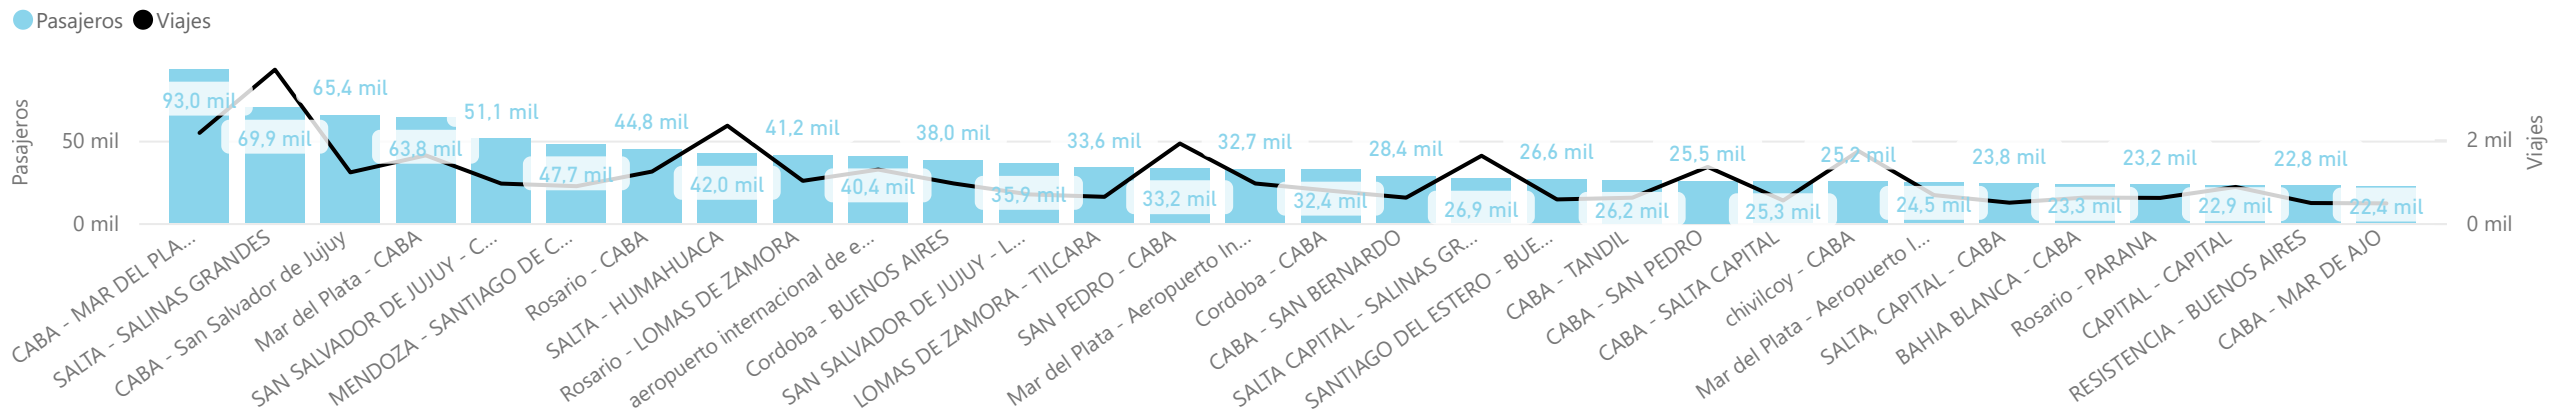 Pasajeros Viajes
Pasajeros
50 mil
0 mil
93,0 mil
69,9 mil
65,4 mil
63,8 mil
51,1 mil
47,7 mil
44,8 mil
42,0 mil
41,2 mil
40,4 mil
38,0 mil
35,9 mil
33,6 mil
33,2 mil
32,7 mil
32,4 mil
28,4 mil
26,9 mil
26,6 mil
26,2 mil
25,5 mil
25,3 mil
25,2 mil
24,5 mil
23,8 mil
23,3 mil
23,2 mil
22,9 mil
22,8 mil
22,4 mil
2 mil
0 mil
Viajes
CABA - MAR DEL PLA...
SALTA - SALINAS GRANDES
CABA - San Salvador de Jujuy
Mar del Plata - CABA
SAN SALVADOR DE JUJUY - C...
MENDOZA - SANTIAGO DE C...
Rosario - CABA
SALTA - HUMAHUACA
Rosario - LOMAS DE ZAMORA
aeropuerto internacional de e...
Cordoba - BUENOS AIRES
SAN SALVADOR DE JUJUY - L...
LOMAS DE ZAMORA - TILCARA
SAN PEDRO - CABA
Mar del Plata - Aeropuerto In...
Cordoba - CABA
CABA - SAN BERNARDO
SALTA CAPITAL - SALINAS GR...
SANTIAGO DEL ESTERO - BUE...
CABA - TANDIL
CABA - SAN PEDRO
CABA - SALTA CAPITAL
chivilcoy - CABA
Mar del Plata - Aeropuerto I...
SALTA, CAPITAL - CABA
BAHIA BLANCA - CABA
Rosario - PARANA
CAPITAL - CAPITAL
RESISTENCIA - BUENOS AIRES
CABA - MAR DE AJO